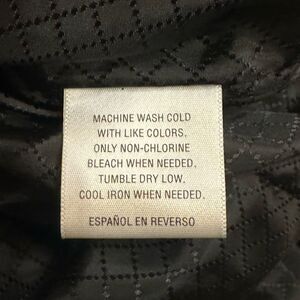 MACHINE WASH COLD
WITH LIKE COLORS.
ONLY NON-CHLORINE
BLEACH WHEN NEEDED.
TUMBLE DRY LOW.
COOL IRON WHEN NEEDED.
ESPAÑOL EN REVERSO